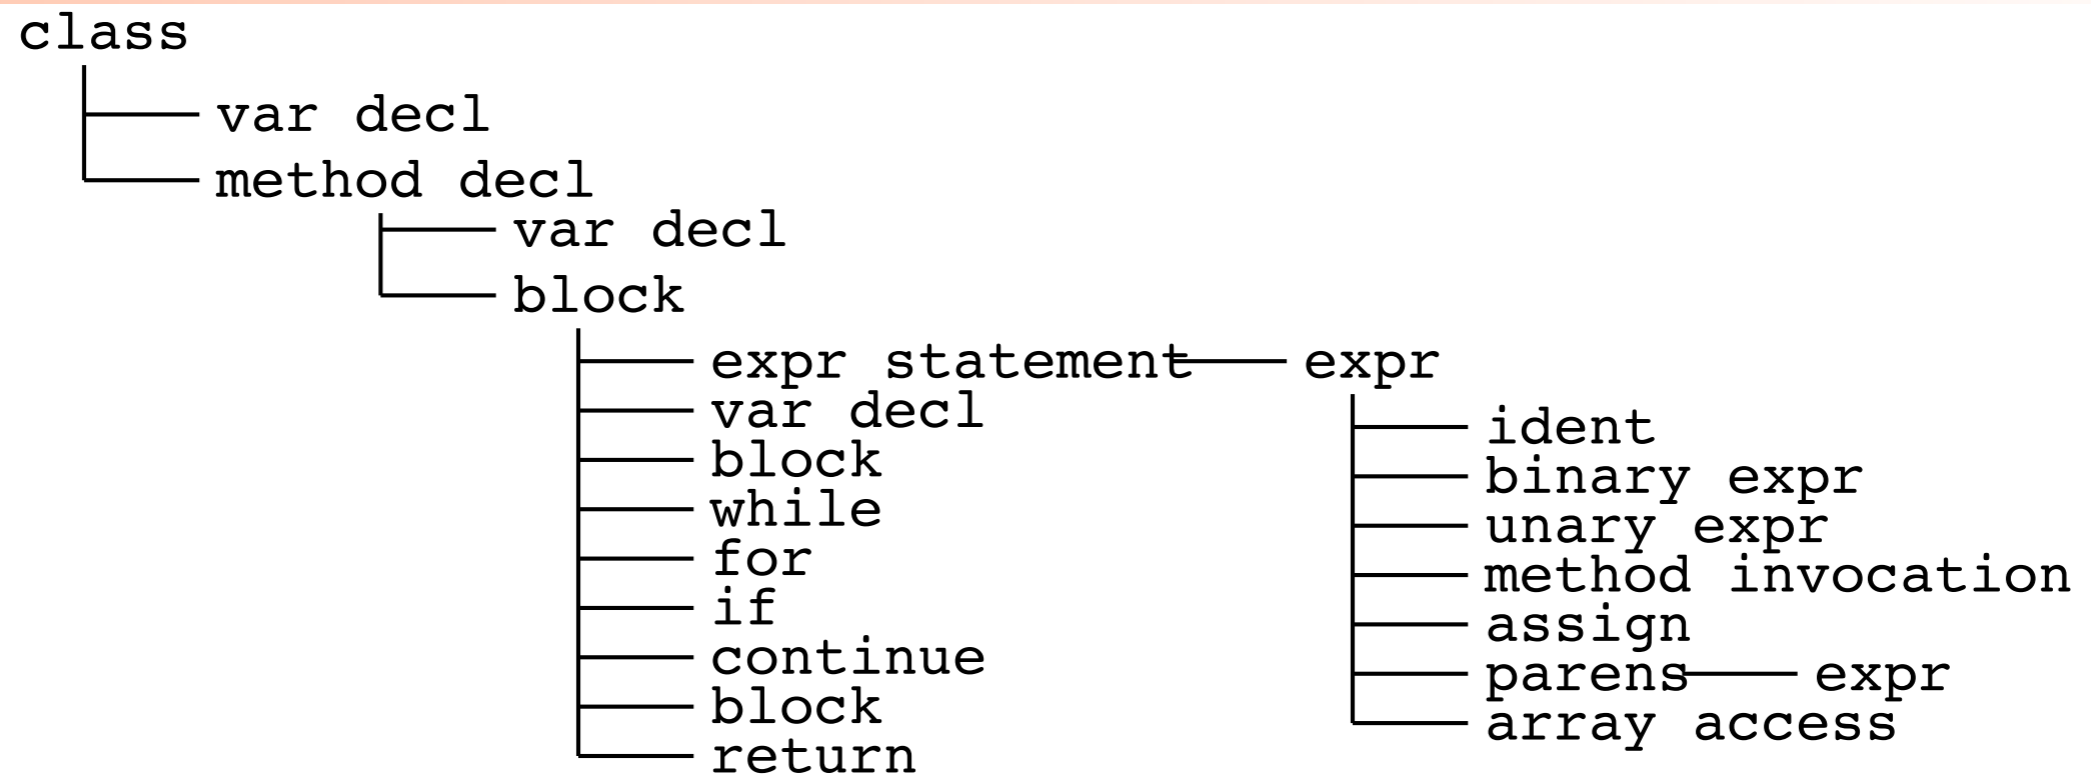 class
var decl
method decl
var decl
block
expr statement expr
var decl
ident
block
binary expr
while
unary expr
for
method invocation
if
assign
continue
parens expr
block
array access
return